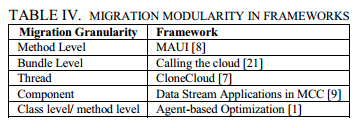 TABLE IV. MIGRATION MODULARITY IN FRAMEWORKS
Migration Granularity Framework
Method Level MAUI [8]
Bundle Level Calling the cloud [21]
Thread CloneCloud [7]
Component Data Stream Applications in MCC [9]
Class level/ method level Agent-based Optimization [1]